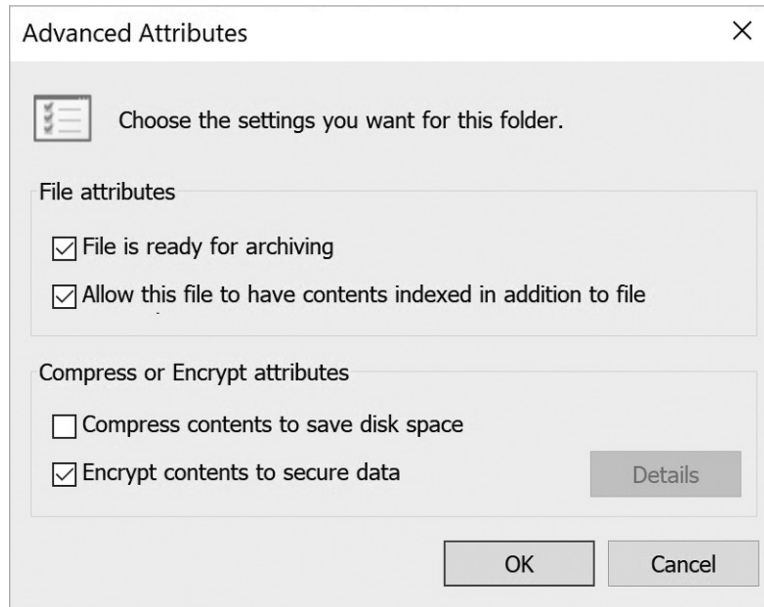 Advanced Attributes
Choose the settings you want for this folder.
File attributes
File is ready for archiving
Allow this file to have contents indexed in addition to file
Compress or Encrypt attributes
Compress contents to save disk space
Encrypt contents to secure data
Details
OK
Cancel